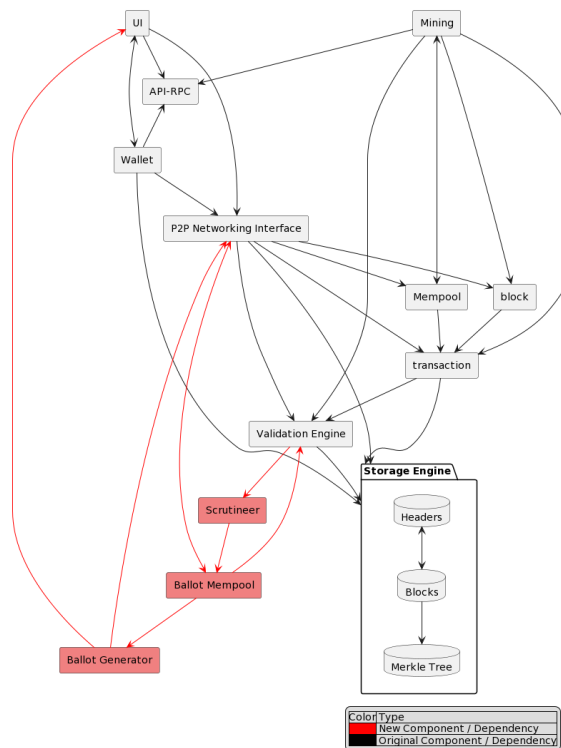 UI
Mining
API-RPC
Wallet
P2P Networking Interface
Mempool
block
transaction
Validation Engine
Storage Engine
Headers
Scrutineer
Blocks
Ballot Mempool
Merkle Tree
Ballot Generator
Color Type
New Component / Dependency
Original Component / Dependency